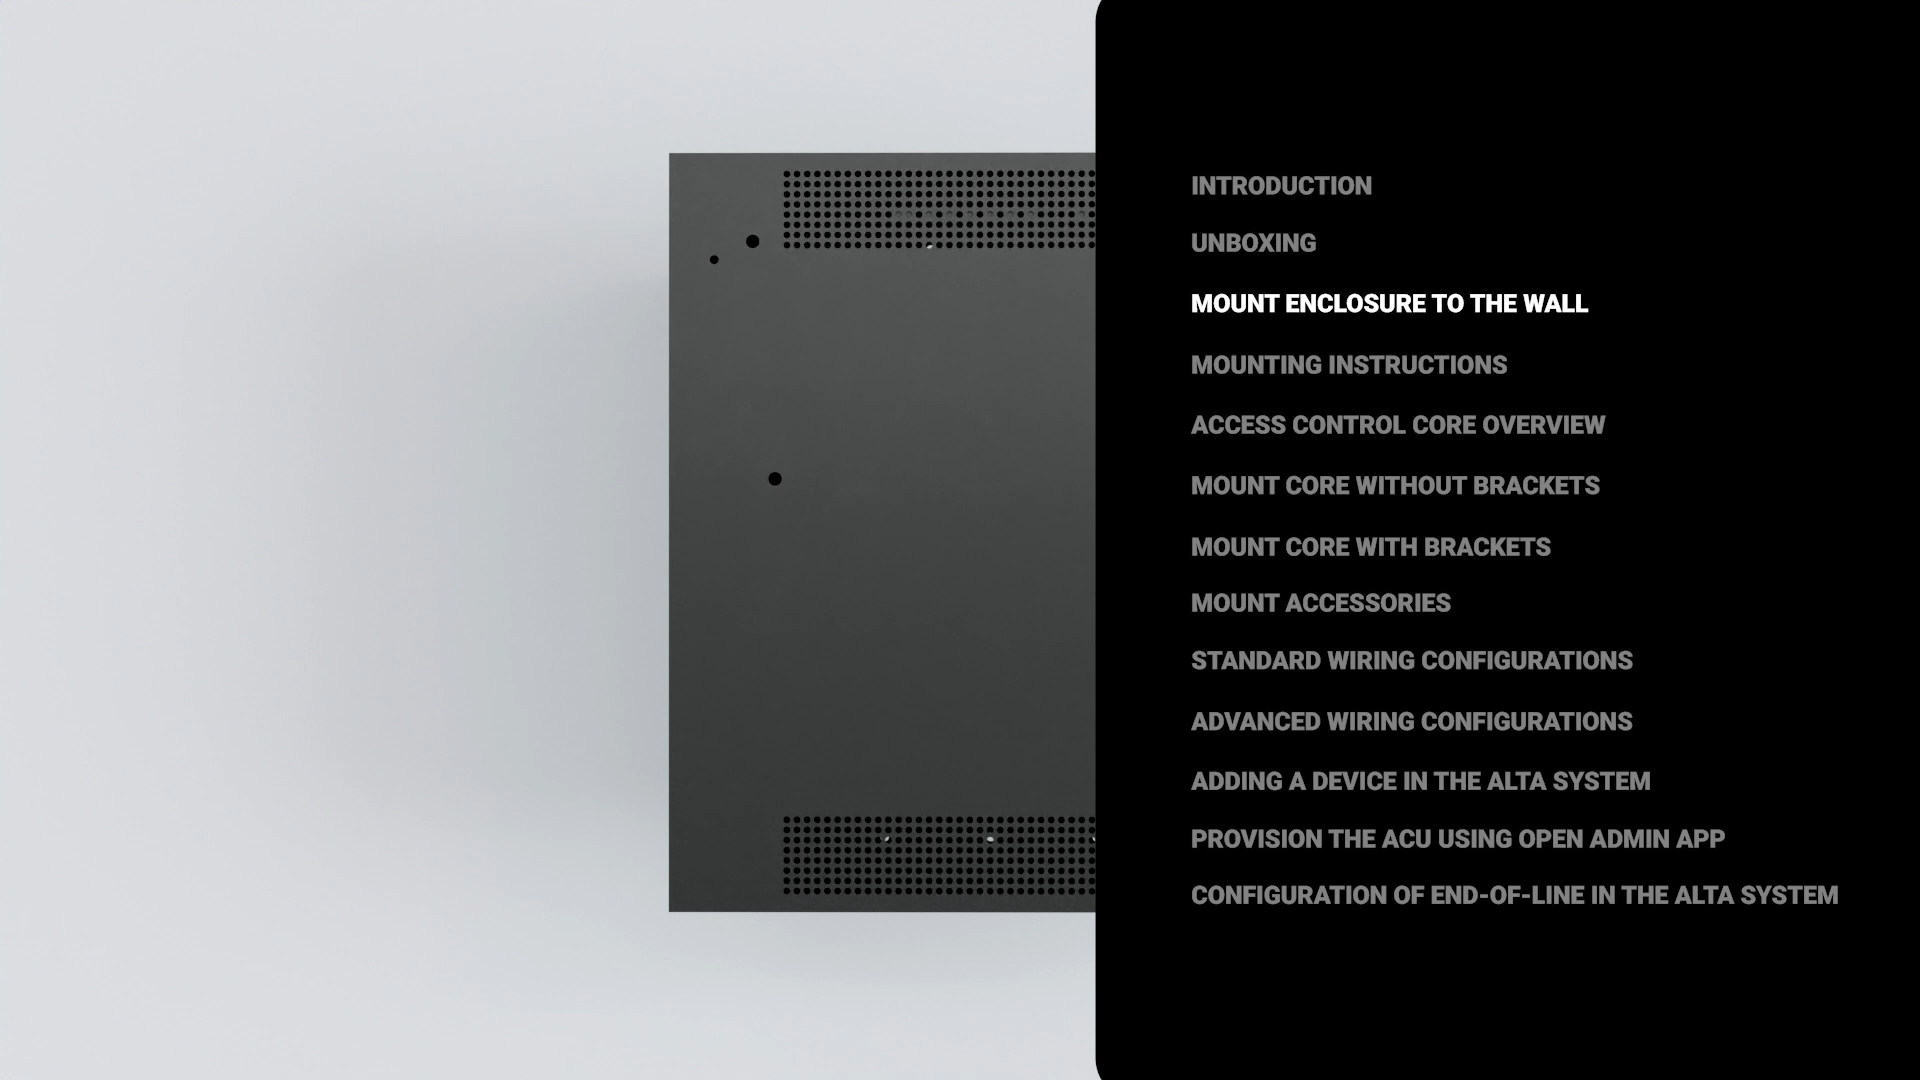 INTRODUCTION
UNBOXING
MOUNT ENCLOSURE TO THE WALL
MOUNTING INSTRUCTIONS
ACCESS CONTROL CORE OVERVIEW
MOUNT CORE WITHOUT BRACKETS
MOUNT CORE WITH BRACKETS
MOUNT ACCESSORIES
STANDARD WIRING CONFIGURATIONS
ADVANCED WIRING CONFIGURATIONS
ADDING A DEVICE IN THE ALTA SYSTEM
PROVISION THE ACU USING OPEN ADMIN APP
CONFIGURATION OF END-OF-LINE IN THE ALTA SYSTEM